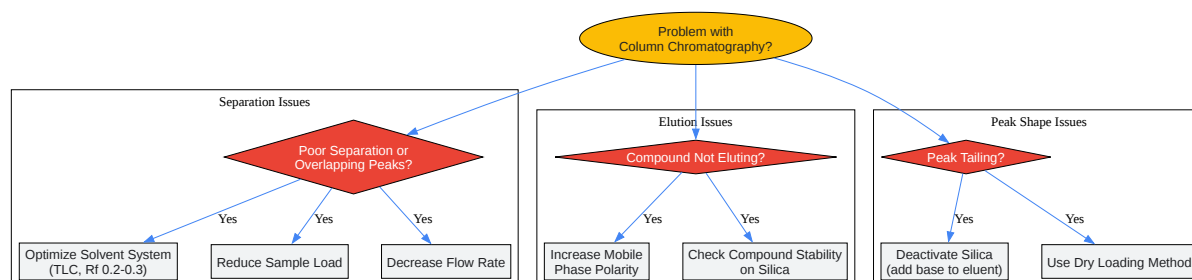 Problem with
Column Chromatography?
Separation Issues
Elution Issues
Peak Shape Issues
Poor Separation or
Overlapping Peaks?
Compound Not Eluting?
Peak Tailing?
Yes
Yes
Yes
Yes
Yes
Yes
Yes
Optimize Solvent System
(TLC, Rf 0.2-0.3)
Reduce Sample Load
Decrease Flow Rate
Increase Mobile
Phase Polarity
Check Compound Stability
on Silica
Deactivate Silica
(add base to eluent)
Use Dry Loading Method